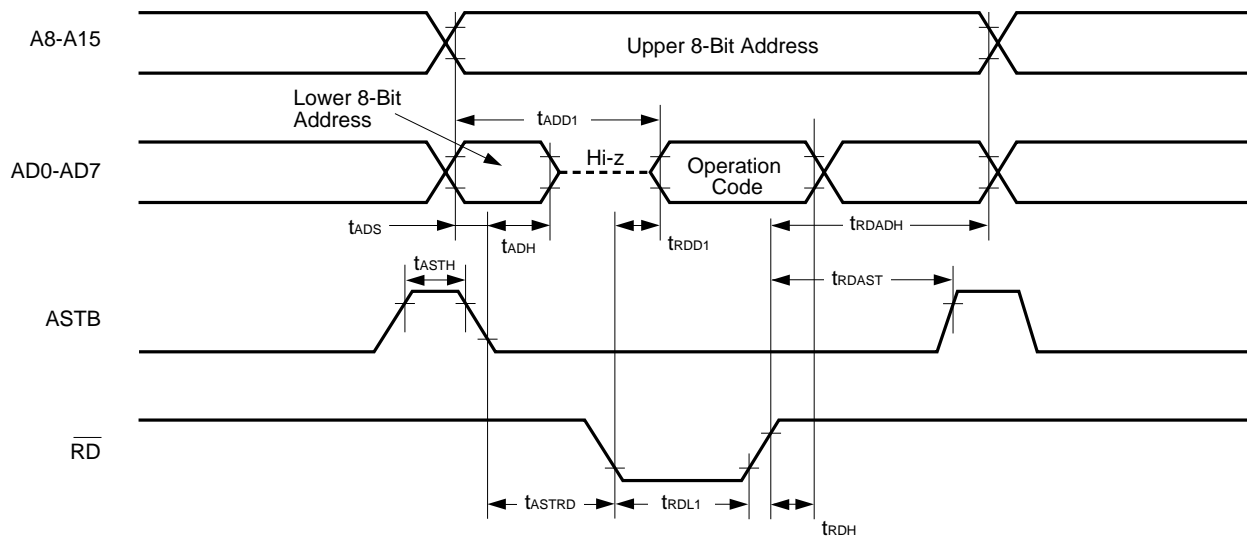 A8-A15
Upper 8-Bit Address
Lower 8-Bit
Address
tADD1
AD0-AD7
Hi-z
Operation
Code
tADS
tADH
tRDD1
tRDADH
tASTH
tRDAST
ASTB
RD
tASTRD
tRDL1
tRDH